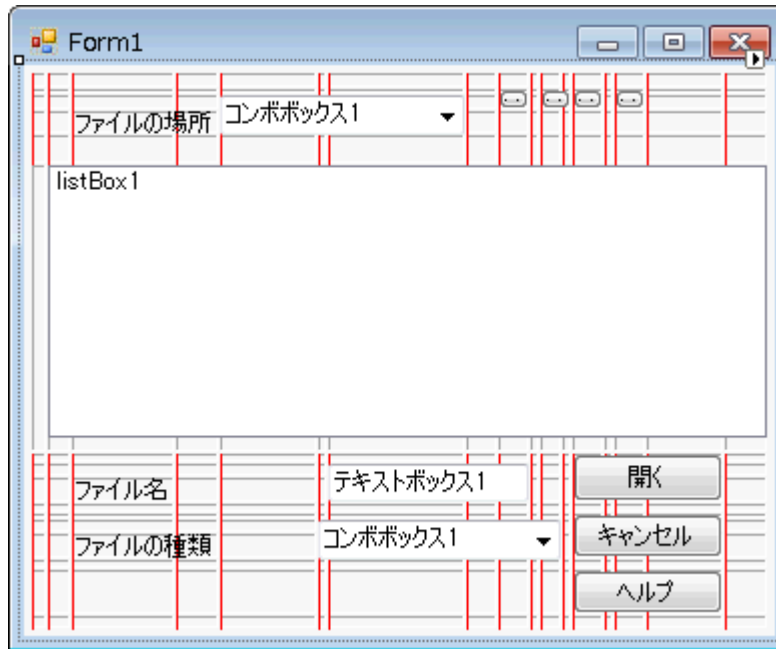 Form1
ファイルの場所 コンボボックス1
listBox1
ファイル名 テキストボックス1 開く
ファイルの種類 コンボボックス1 キャンセル
ヘルプ